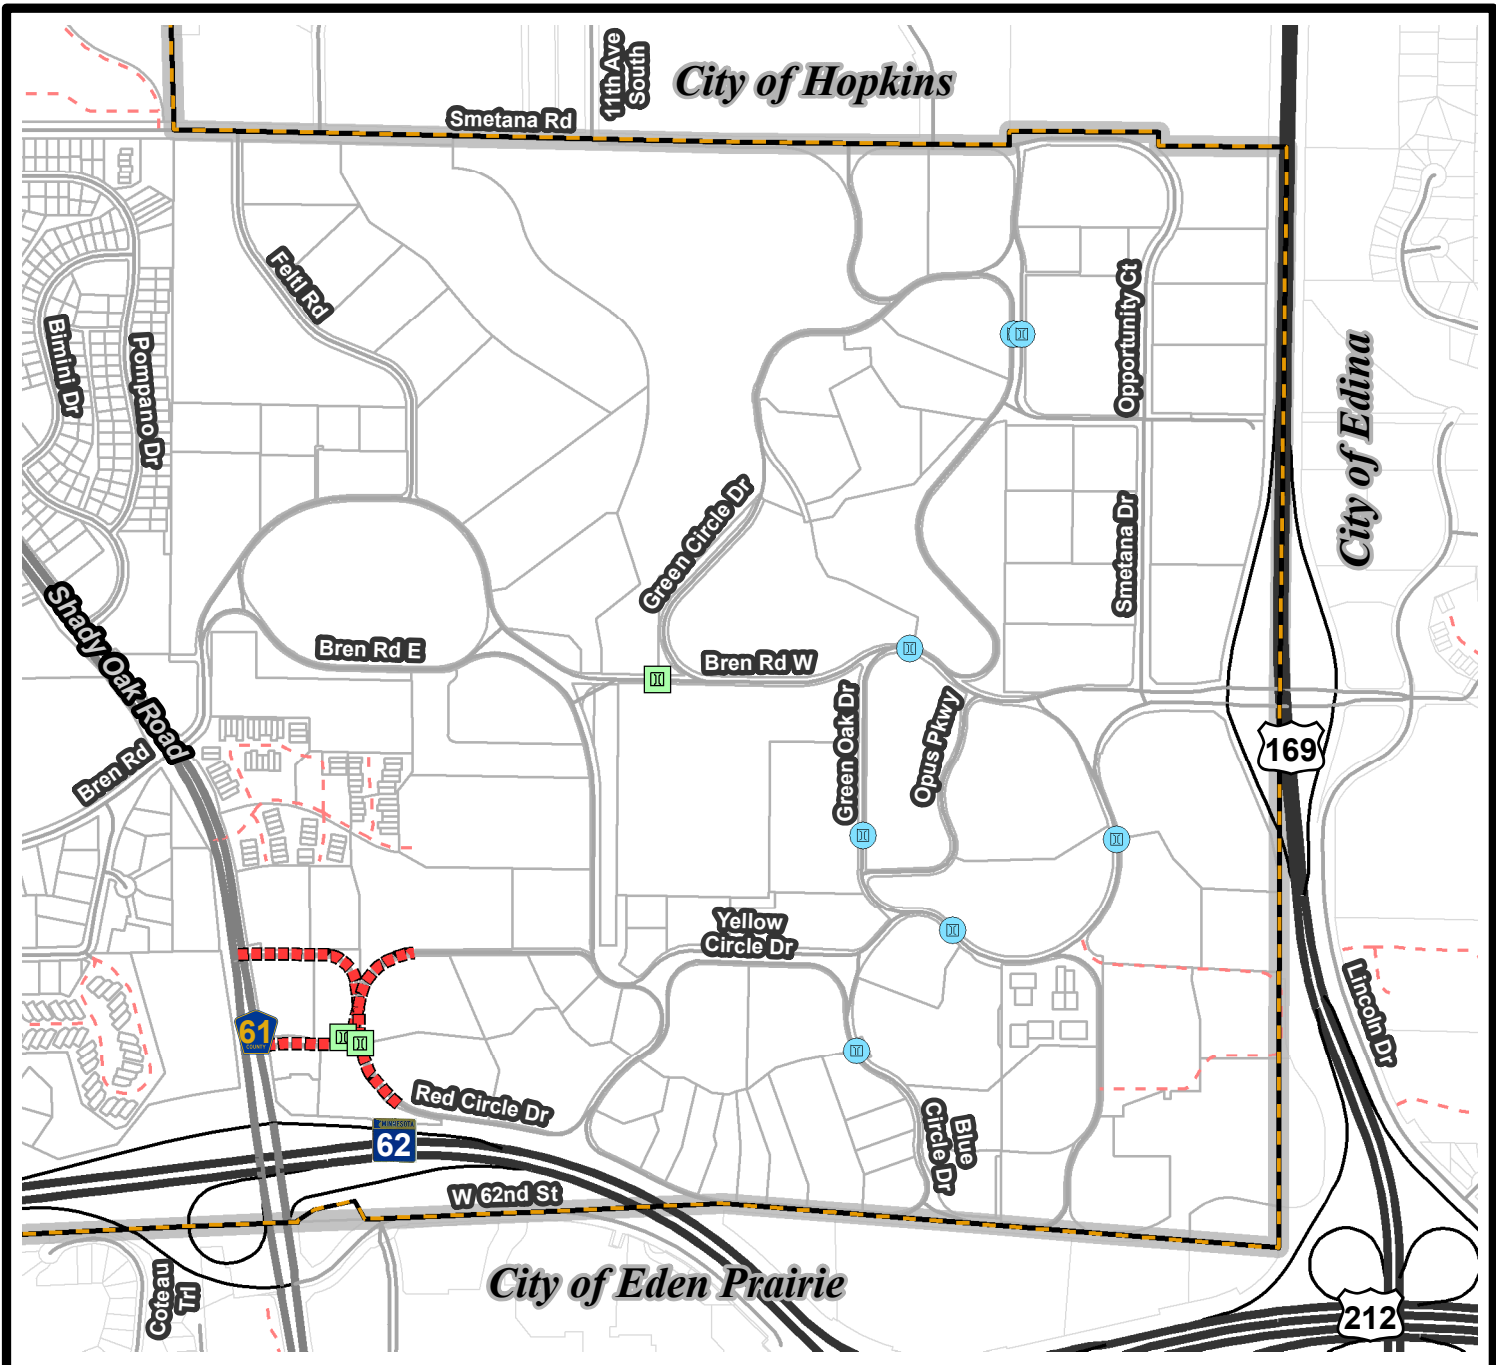 11th Ave
South
City of Hopkins
Smetana Rd
Feltl Rd
Opportunity Ct
Bimini Dr
Pompano Dr
City of Edina
Green Circle Dr
Smetana Dr
Shady Oak Road
Bren Rd E
Bren Rd W
Green Oak Dr
Opus Pkwy
169
Bren Rd
Yellow
Circle Dr
61
COUNTY
Lincoln Dr
Red Circle Dr
MINNESOTA
62
Blue
Circle Dr
W 62nd St
City of Eden Prairie
Coteau
Trl
212